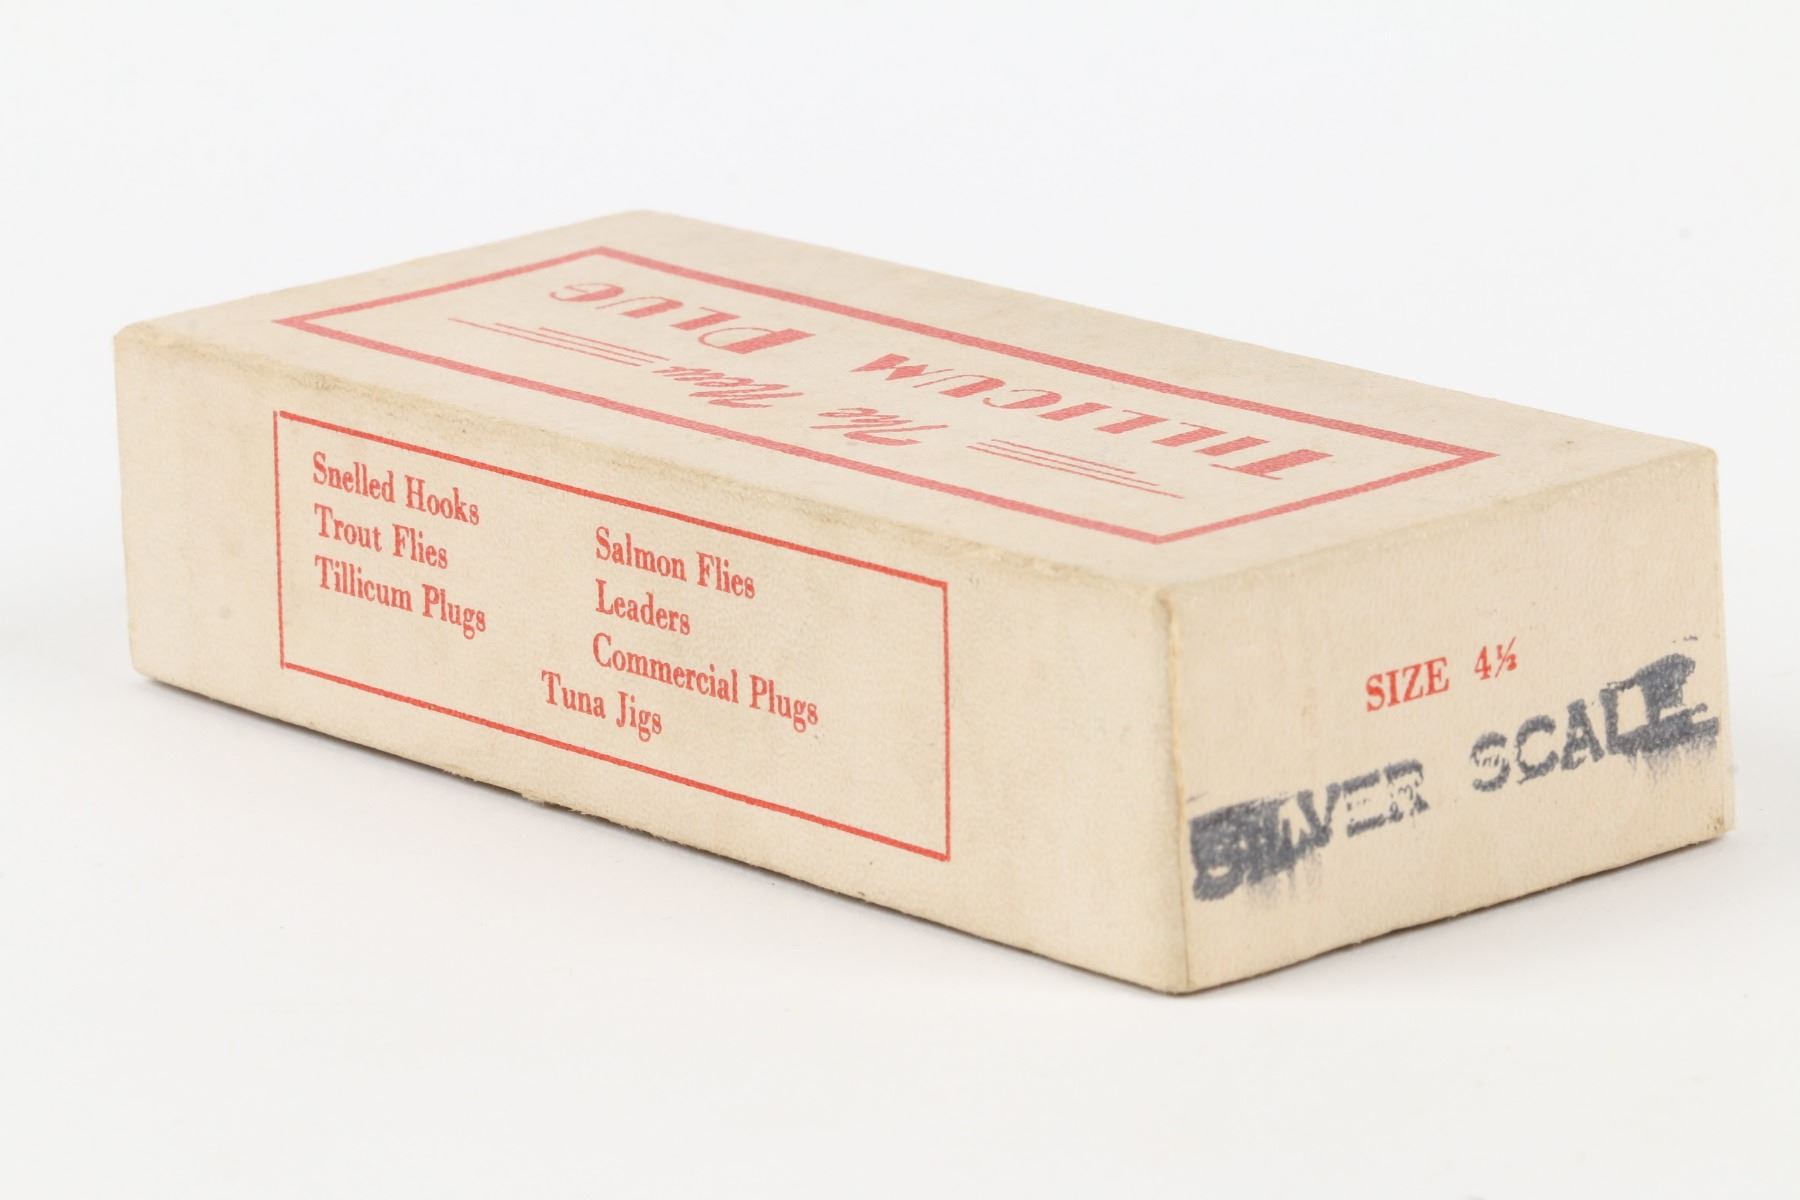 The New
TILLICUM PLUG
Snelled Hooks
Trout Flies
Tillicum Plugs
Salmon Flies
Leaders
Commercial Plugs
Tuna Jigs
SIZE 4½
SILVER SCALE